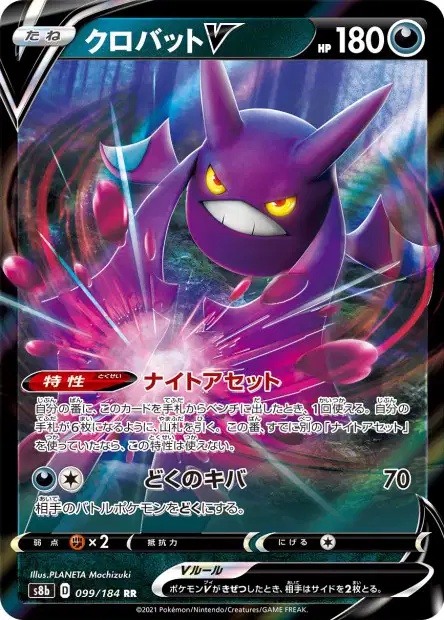 たね
クロバットV
HP 180
特性 とくせい ナイトアセット
自分の番に、このカードを手札からベンチに出したとき、1回使える。自分の
手札が6枚になるように、山札を引く。この番、すでに別の「ナイトアセット」
を使っていたなら、この特性は使えない。
どくのキバ 70
相手のバトルポケモンをどくにする。
弱点 ×2 抵抗力 にげる
Illus.PLANETA Mochizuki
Vルール
ポケモンVがきぜつしたとき、相手はサイドを2枚とる。
s8b D 099/184 RR
©2021 Pokémon/Nintendo/Creatures/GAME FREAK.